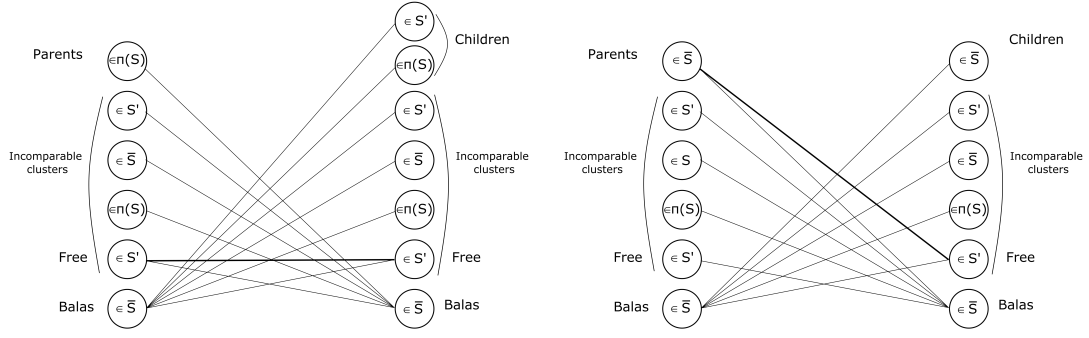 ∈ S'
Children
Parents
∈π(S)
∈π(S)
∈ S'
∈ S'
Incomparable
clusters
∈ S̅
∈ S̅
Incomparable
clusters
∈π(S)
∈π(S)
Free
∈ S'
∈ S'
Free
Balas
∈ S̅
∈ S̅
Balas
Children
Parents
∈ S̅
∈ S̅
∈ S'
∈ S'
Incomparable
clusters
∈ S
∈ S̅
Incomparable
clusters
∈π(S)
∈π(S)
Free
∈ S'
∈ S'
Free
Balas
∈ S̅
∈ S̅
Balas